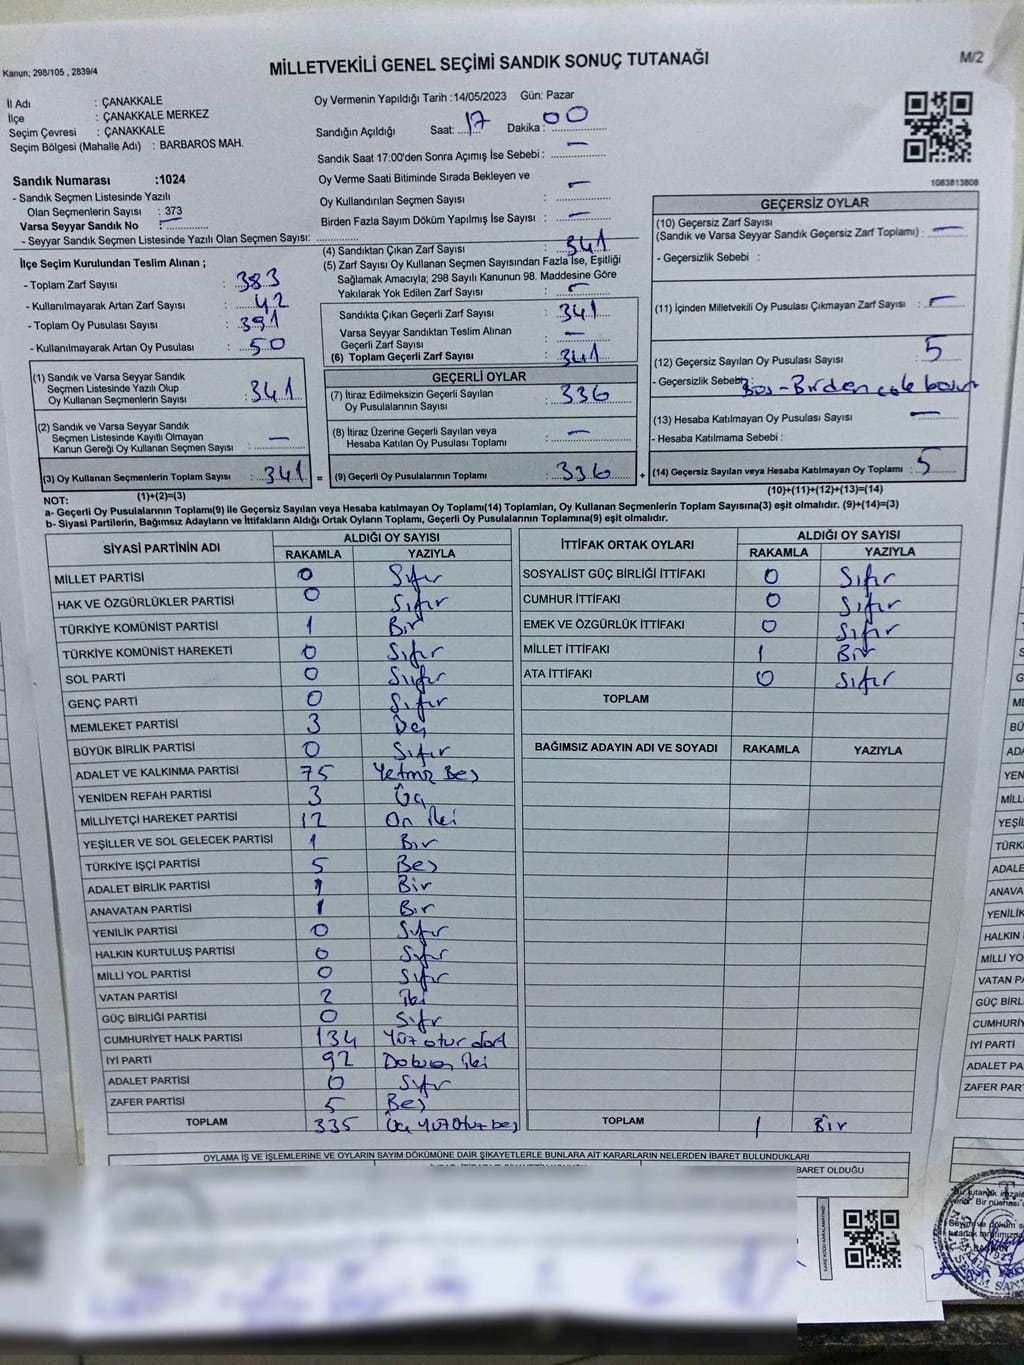 Kanun; 298/105 , 2839/4
MİLLETVEKİLİ GENEL SEÇİMİ SANDIK SONUÇ TUTANAĞI
M/2
İl Adı : ÇANAKKALE
İlçe : ÇANAKKALE MERKEZ
Seçim Çevresi : ÇANAKKALE
Seçim Bölgesi (Mahalle Adı) : BARBAROS MAH.
Sandık Numarası :1024
- Sandık Seçmen Listesinde Yazılı
Olan Seçmenlerin Sayısı : 373
Varsa Seyyar Sandık No : —
- Seyyar Sandık Seçmen Listesinde Yazılı Olan Seçmen Sayısı:
Oy Vermenin Yapıldığı Tarih :14/05/2023 Gün: Pazar
Sandığın Açıldığı Saat: 17 Dakika : 00
Sandık Saat 17:00'den Sonra Açımış İse Sebebi : —
Oy Verme Saati Bitiminde Sırada Bekleyen ve
Oy Kullandırılan Seçmen Sayısı : —
Birden Fazla Sayım Döküm Yapılmış İse Sayısı : —
1083813808
İlçe Seçim Kurulundan Teslim Alınan ;
- Toplam Zarf Sayısı : 383
- Kullanılmayarak Artan Zarf Sayısı : 42
- Toplam Oy Pusulası Sayısı : 391
- Kullanılmayarak Artan Oy Pusulası : 50
(1) Sandık ve Varsa Seyyar Sandık
Seçmen Listesinde Yazılı Olup
Oy Kullanan Seçmenlerin Sayısı : 341
(2) Sandık ve Varsa Seyyar Sandık
Seçmen Listesinde Kayıtlı Olmayan
Kanun Gereği Oy Kullanan Seçmen Sayısı : —
(3) Oy Kullanan Seçmenlerin Toplam Sayısı : 341 =
(1)+(2)=(3)
(4) Sandıktan Çıkan Zarf Sayısı : 341
(5) Zarf Sayısı Oy Kullanan Seçmen Sayısından Fazla İse, Eşitliği
Sağlamak Amacıyla; 298 Sayılı Kanunun 98. Maddesine Göre
Yakılarak Yok Edilen Zarf Sayısı : —
Sandıkta Çıkan Geçerli Zarf Sayısı : 341
Varsa Seyyar Sandıktan Teslim Alınan
Geçerli Zarf Sayısı : —
(6) Toplam Geçerli Zarf Sayısı : 341
GEÇERLİ OYLAR
(7) İtiraz Edilmeksizin Geçerli Sayılan
Oy Pusulalarının Sayısı : 336
(8) İtiraz Üzerine Geçerli Sayılan veya
Hesaba Katılan Oy Pusulası Toplamı : —
(9) Geçerli Oy Pusulalarının Toplamı : 336 +
GEÇERSİZ OYLAR
(10) Geçersiz Zarf Sayısı
(Sandık ve Varsa Seyyar Sandık Geçersiz Zarf Toplamı) : —
- Geçersizlik Sebebi :
(11) İçinden Milletvekili Oy Pusulası Çıkmayan Zarf Sayısı : —
(12) Geçersiz Sayılan Oy Pusulası Sayısı : 5
- Geçersizlik Sebebi: Boş-Birden çok
(13) Hesaba Katılmayan Oy Pusulası Sayısı : —
- Hesaba Katılmama Sebebi :
(14) Geçersiz Sayılan veya Hesaba Katılmayan Oy Toplamı : 5
(10)+(11)+(12)+(13)=(14)
NOT:
a- Geçerli Oy Pusulalarının Toplamı(9) ile Geçersiz Sayılan veya Hesaba katılmayan Oy Toplamı(14) Toplamları, Oy Kullanan Seçmenlerin Toplam Sayısına(3) eşit olmalıdır. (9)+(14)=(3)
b- Siyasi Partilerin, Bağımsız Adayların ve İttifakların Aldığı Ortak Oyların Toplamı, Geçerli Oy Pusulalarının Toplamına(9) eşit olmalıdır.
SİYASİ PARTİNİN ADI ALDIĞI OY SAYISI
RAKAMLA YAZIYLA
MİLLET PARTİSİ 0 Sıfır
HAK VE ÖZGÜRLÜKLER PARTİSİ 0 Sıfır
TÜRKİYE KOMÜNİST PARTİSİ 1 Bir
TÜRKİYE KOMÜNİST HAREKETİ 0 Sıfır
SOL PARTİ 0 Sıfır
GENÇ PARTİ 0 Sıfır
MEMLEKET PARTİSİ 3 Üç
BÜYÜK BİRLİK PARTİSİ 0 Sıfır
ADALET VE KALKINMA PARTİSİ 75 Yetmiş Beş
YENİDEN REFAH PARTİSİ 3 Üç
MİLLİYETÇİ HAREKET PARTİSİ 12 On iki
YEŞİLLER VE SOL GELECEK PARTİSİ 1 Bir
TÜRKİYE İŞÇİ PARTİSİ 5 Beş
ADALET BİRLİK PARTİSİ 1 Bir
ANAVATAN PARTİSİ 1 Bir
YENİLİK PARTİSİ 0 Sıfır
HALKIN KURTULUŞ PARTİSİ 0 Sıfır
MİLLİ YOL PARTİSİ 0 Sıfır
VATAN PARTİSİ 2 İki
GÜÇ BİRLİĞİ PARTİSİ 0 Sıfır
CUMHURİYET HALK PARTİSİ 134 Yüz otuz dört
İYİ PARTİ 92 Doksan iki
ADALET PARTİSİ 0 Sıfır
ZAFER PARTİSİ 5 Beş
TOPLAM 335 Üç Yüz Otuz beş
İTTİFAK ORTAK OYLARI ALDIĞI OY SAYISI
RAKAMLA YAZIYLA
SOSYALİST GÜÇ BİRLİĞİ İTTİFAKI 0 Sıfır
CUMHUR İTTİFAKI 0 Sıfır
EMEK VE ÖZGÜRLÜK İTTİFAKI 0 Sıfır
MİLLET İTTİFAKI 1 Bir
ATA İTTİFAKI 0 Sıfır
TOPLAM
BAĞIMSIZ ADAYIN ADI VE SOYADI RAKAMLA YAZIYLA
TOPLAM 1 Bir
OYLAMA İŞ VE İŞLEMLERİNE VE OYLARIN SAYIM DÖKÜMÜNE DAİR ŞİKAYETLERLE BUNLARA AİT KARARLARIN NELERDEN İBARET BULUNDUKLARI
BARET OLDUĞU